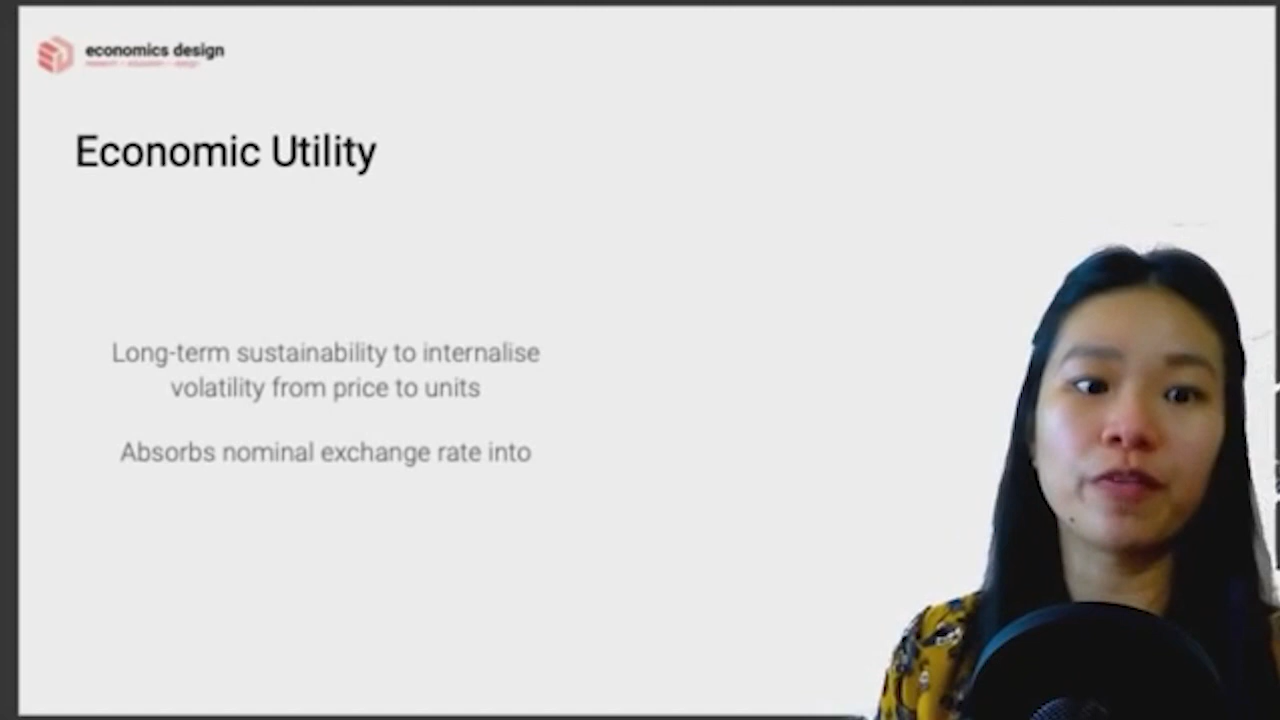 economics design
Economic Utility
Long-term sustainability to internalise
volatility from price to units
Absorbs nominal exchange rate into